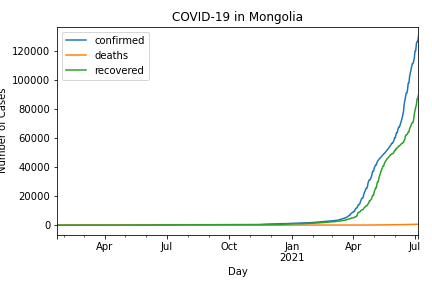 COVID-19 in Mongolia
confirmed
deaths
recovered
120000
100000
80000
60000
40000
20000
0
Number of Cases
Apr
Jul
Oct
Jan
2021
Apr
Jul
Day